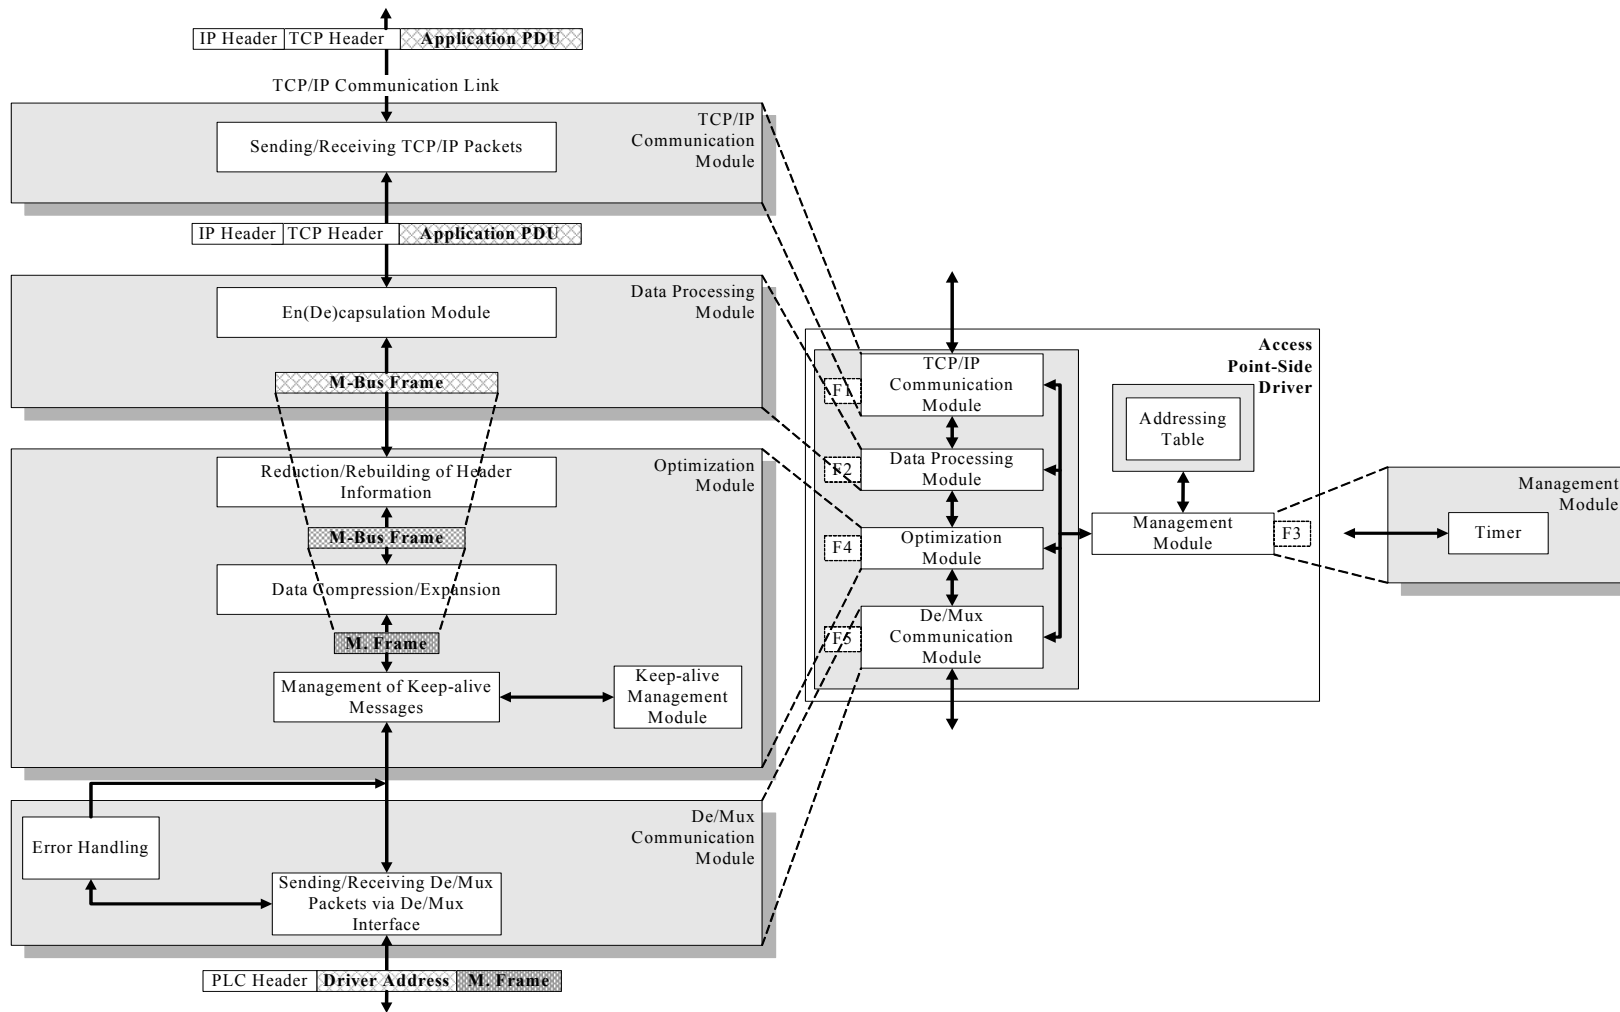 IP Header TCP Header Application PDU
TCP/IP Communication Link
TCP/IP
Communication
Module
Sending/Receiving TCP/IP Packets
IP Header TCP Header Application PDU
Data Processing
Module
En(De)capsulation Module
M-Bus Frame
Optimization
Module
Reduction/Rebuilding of Header
Information
M-Bus Frame
Data Compression/Expansion
M. Frame
Management of Keep-alive
Messages
Keep-alive
Management
Module
De/Mux
Communication
Module
Error Handling
Sending/Receiving De/Mux
Packets via De/Mux
Interface
PLC Header Driver Address M. Frame
Access
Point-Side
Driver
TCP/IP
Communication
Module
F1
Addressing
Table
Data Processing
Module
F2
Optimization
Module
F4
Management
Module
F3
De/Mux
Communication
Module
F5
Management
Module
Timer